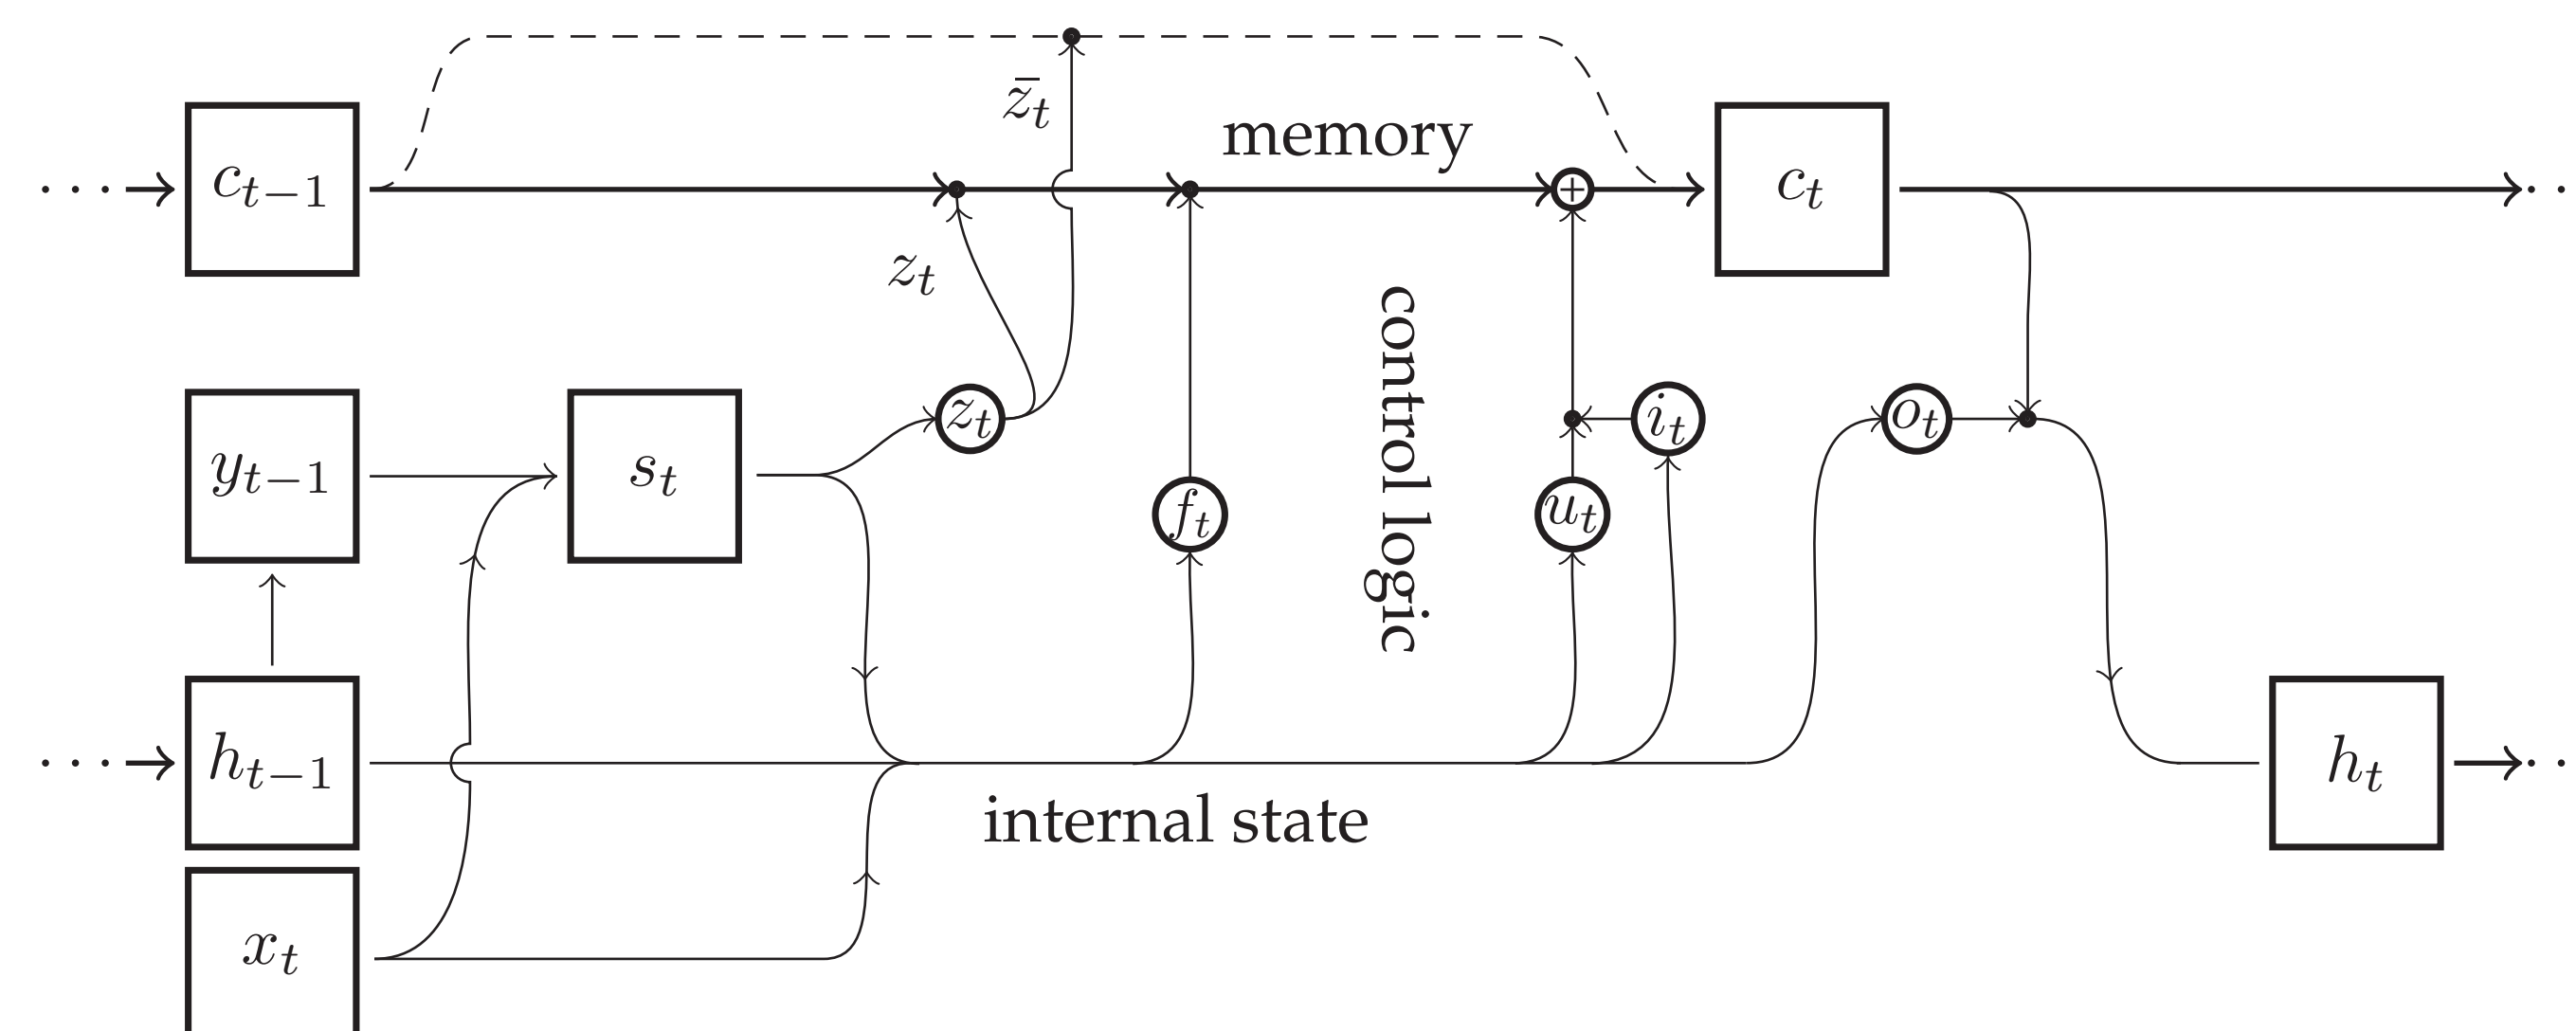 z̄_t
memory
· · · c_{t−1}
+
c_t · ·
z_t
control logic
y_{t−1}
s_t
z_t
i_t
o_t
f_t
u_t
· · · h_{t−1}
h_t · ·
internal state
x_t